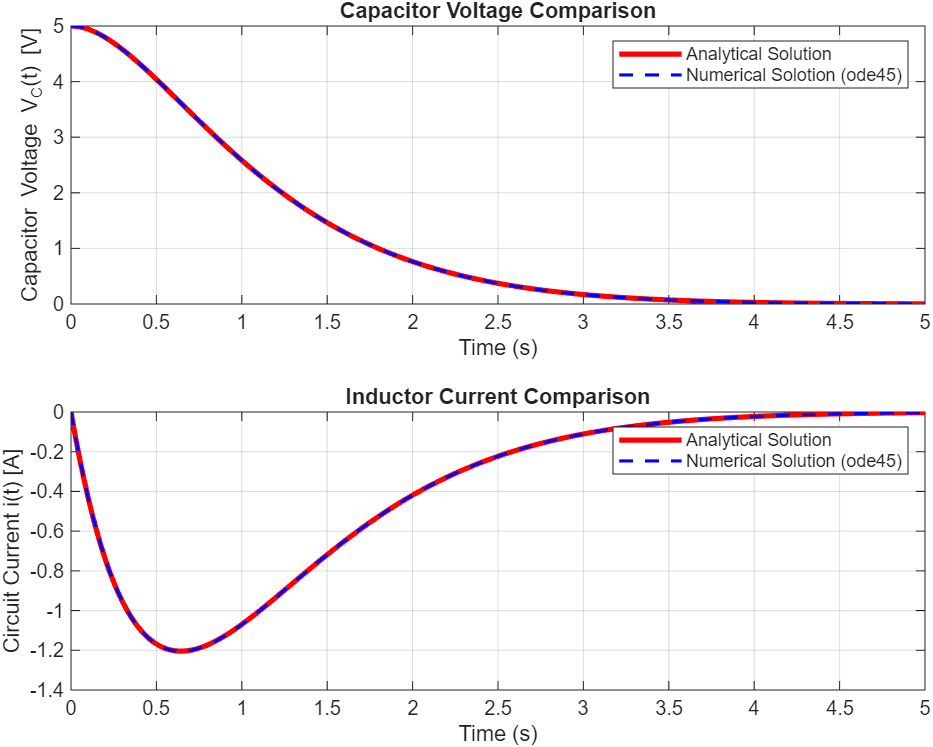 Capacitor Voltage Comparison
Capacitor Voltage V_C(t) [V]
5
4
3
2
1
0
Analytical Solution
Numerical Solotion (ode45)
0 0.5 1 1.5 2 2.5 3 3.5 4 4.5 5
Time (s)
Inductor Current Comparison
Circuit Current i(t) [A]
0
-0.2
-0.4
-0.6
-0.8
-1
-1.2
-1.4
Analytical Solution
Numerical Solution (ode45)
0 0.5 1 1.5 2 2.5 3 3.5 4 4.5 5
Time (s)